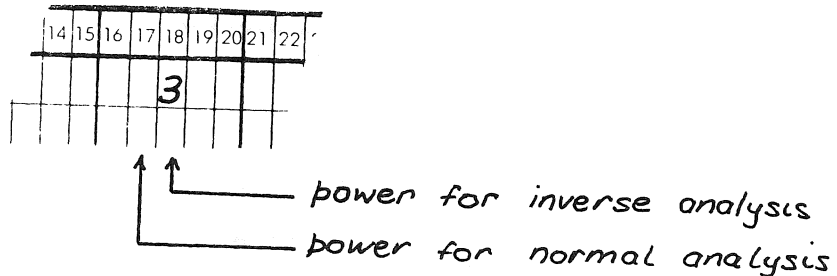 14 15 16 17 18 19 20 21 22
3
power for inverse analysis
power for normal analysis